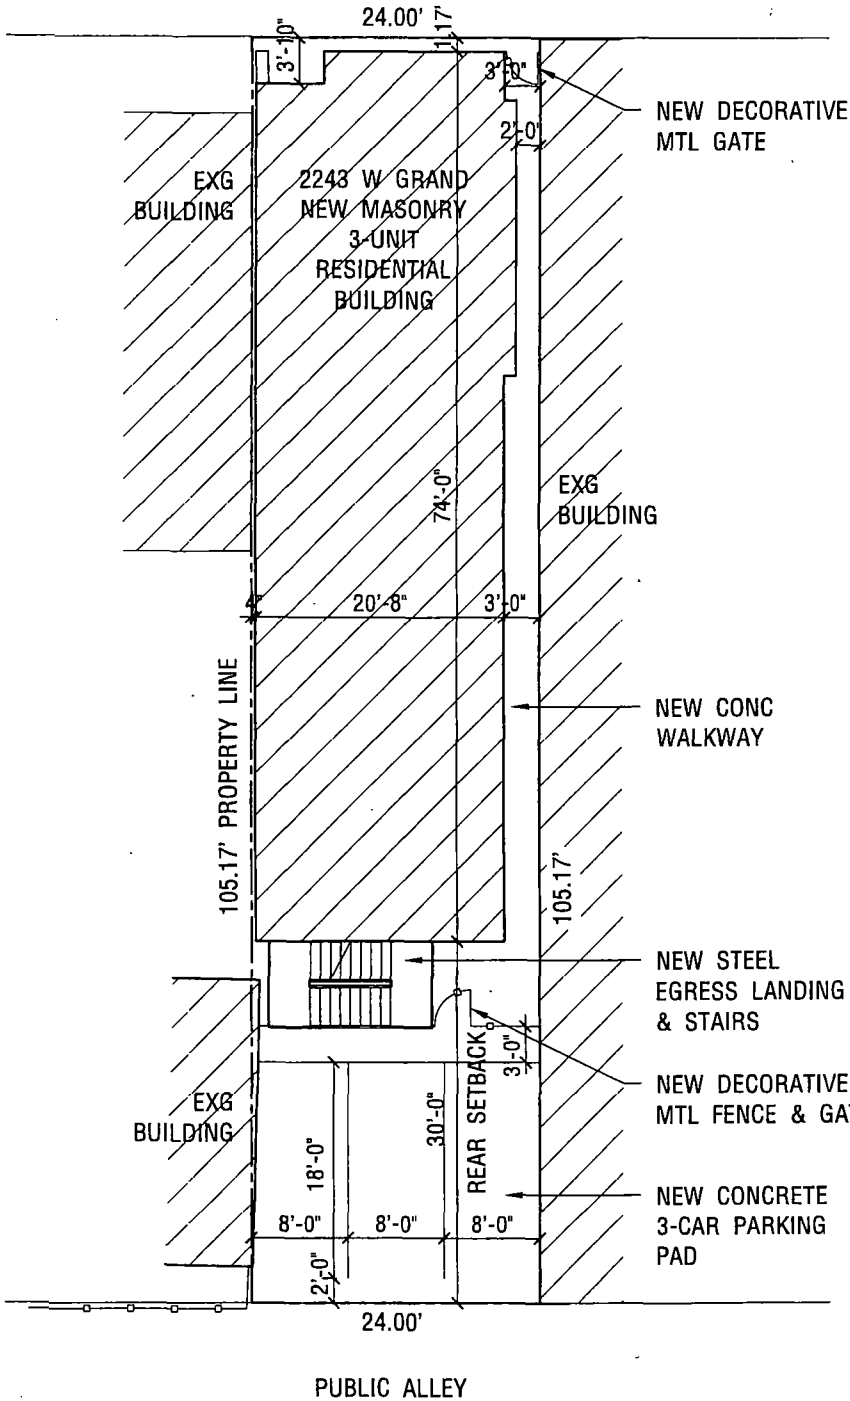 24.00'
1.17'
3'-10"
3'-0"
NEW DECORATIVE
MTL GATE
2'-0"
EXG
BUILDING
2243 W GRAND
NEW MASONRY
3-UNIT
RESIDENTIAL
BUILDING
74'-0"
EXG
BUILDING
4"
20'-8"
3'-0"
105.17' PROPERTY LINE
NEW CONC
WALKWAY
105.17'
NEW STEEL
EGRESS LANDING
& STAIRS
3'-0"
REAR SETBACK
NEW DECORATIVE
MTL FENCE & GA
EXG
BUILDING
18'-0"
30'-0"
NEW CONCRETE
3-CAR PARKING
PAD
8'-0"
8'-0"
8'-0"
2'-0"
24.00'
PUBLIC ALLEY